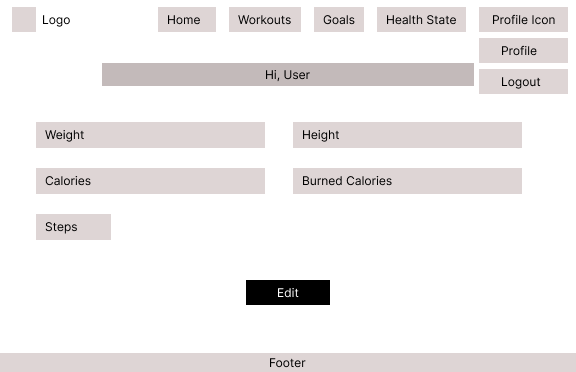 Logo
Home
Workouts
Goals
Health State
Profile Icon
Profile
Logout
Hi, User
Weight
Height
Calories
Burned Calories
Steps
Edit
Footer